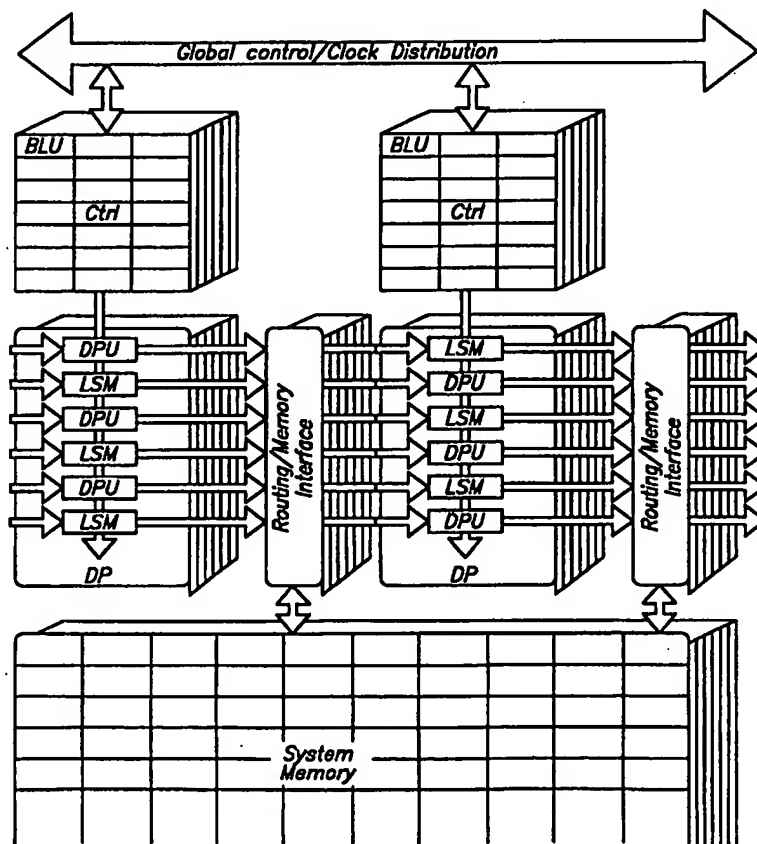 Global control/Clock Distribution
BLU
Ctrl
BLU
Ctrl
DPU
LSM
DPU
LSM
DPU
LSM
DP
Routing/Memory
Interface
LSM
DPU
LSM
DPU
LSM
DPU
DP
Routing/Memory
Interface
System
Memory